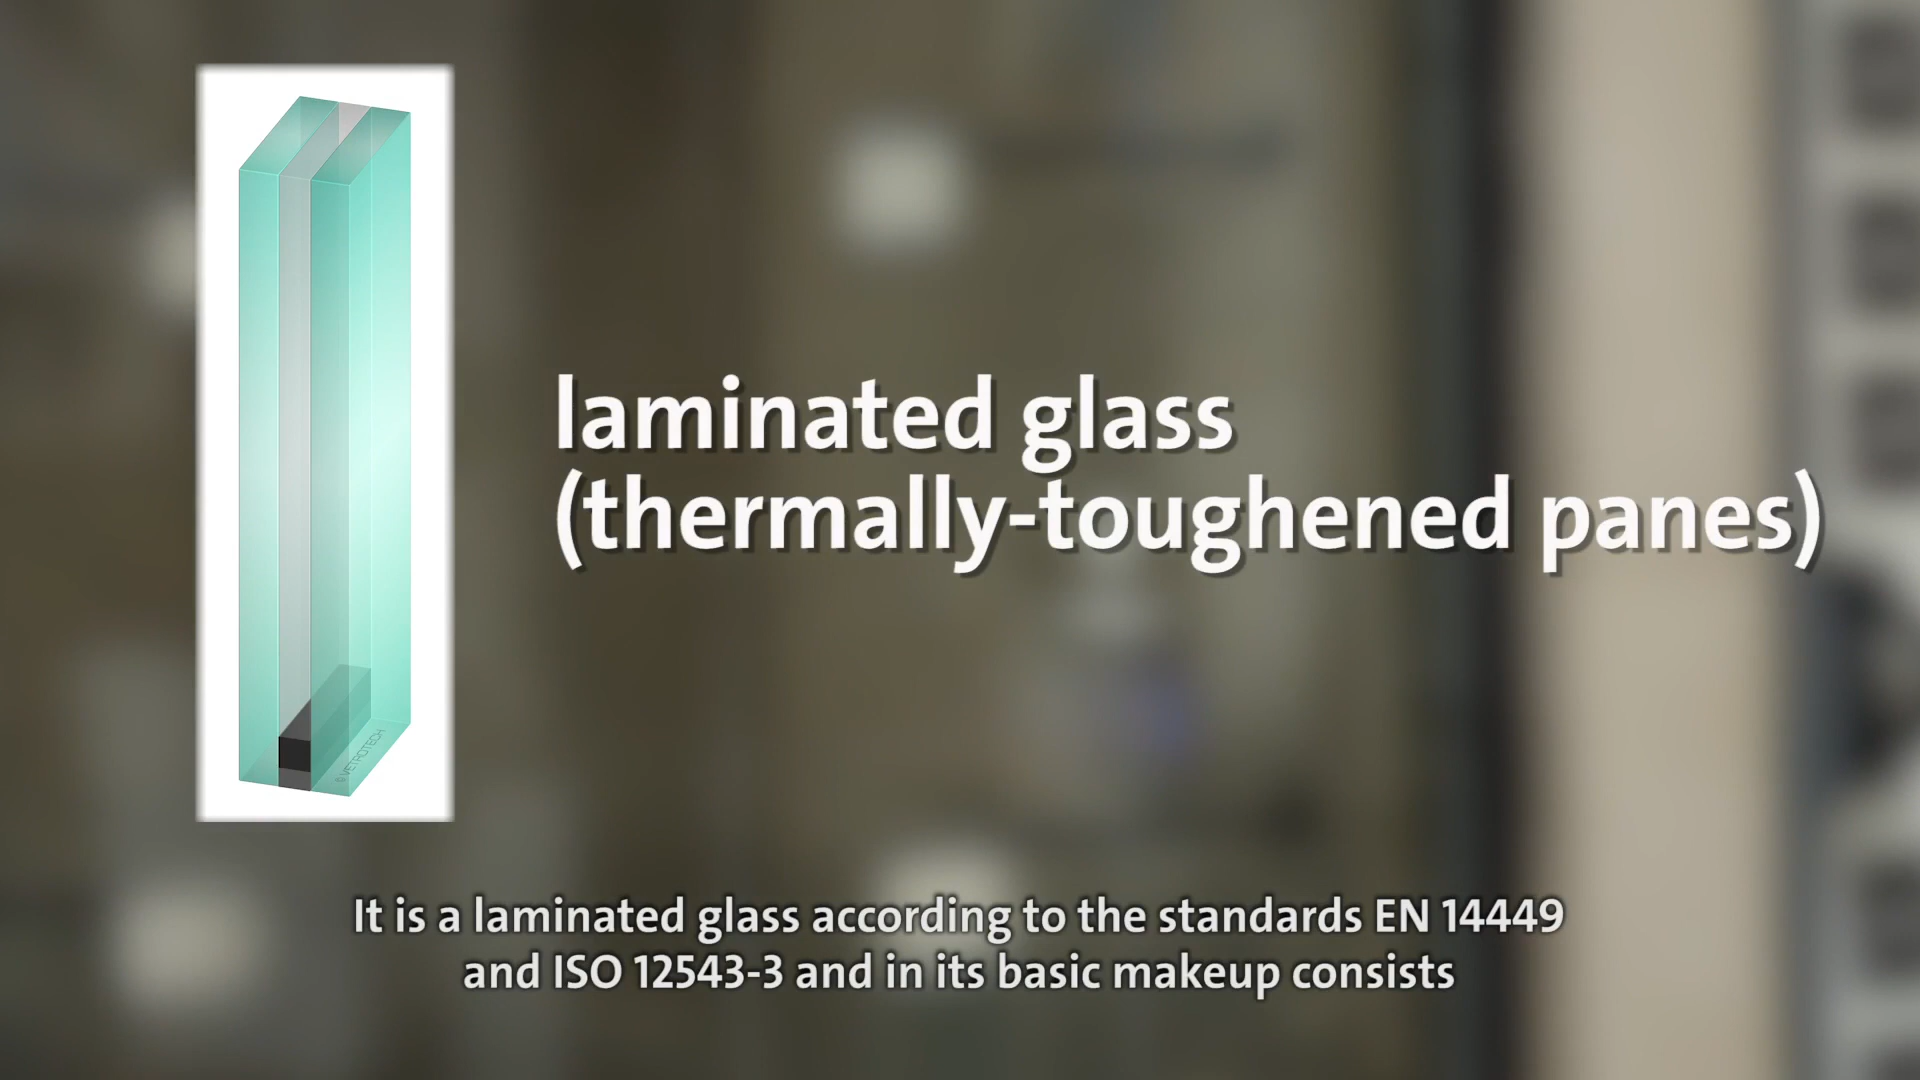 laminated glass
(thermally-toughened panes)
© VETROTECH
It is a laminated glass according to the standards EN 14449
and ISO 12543-3 and in its basic makeup consists